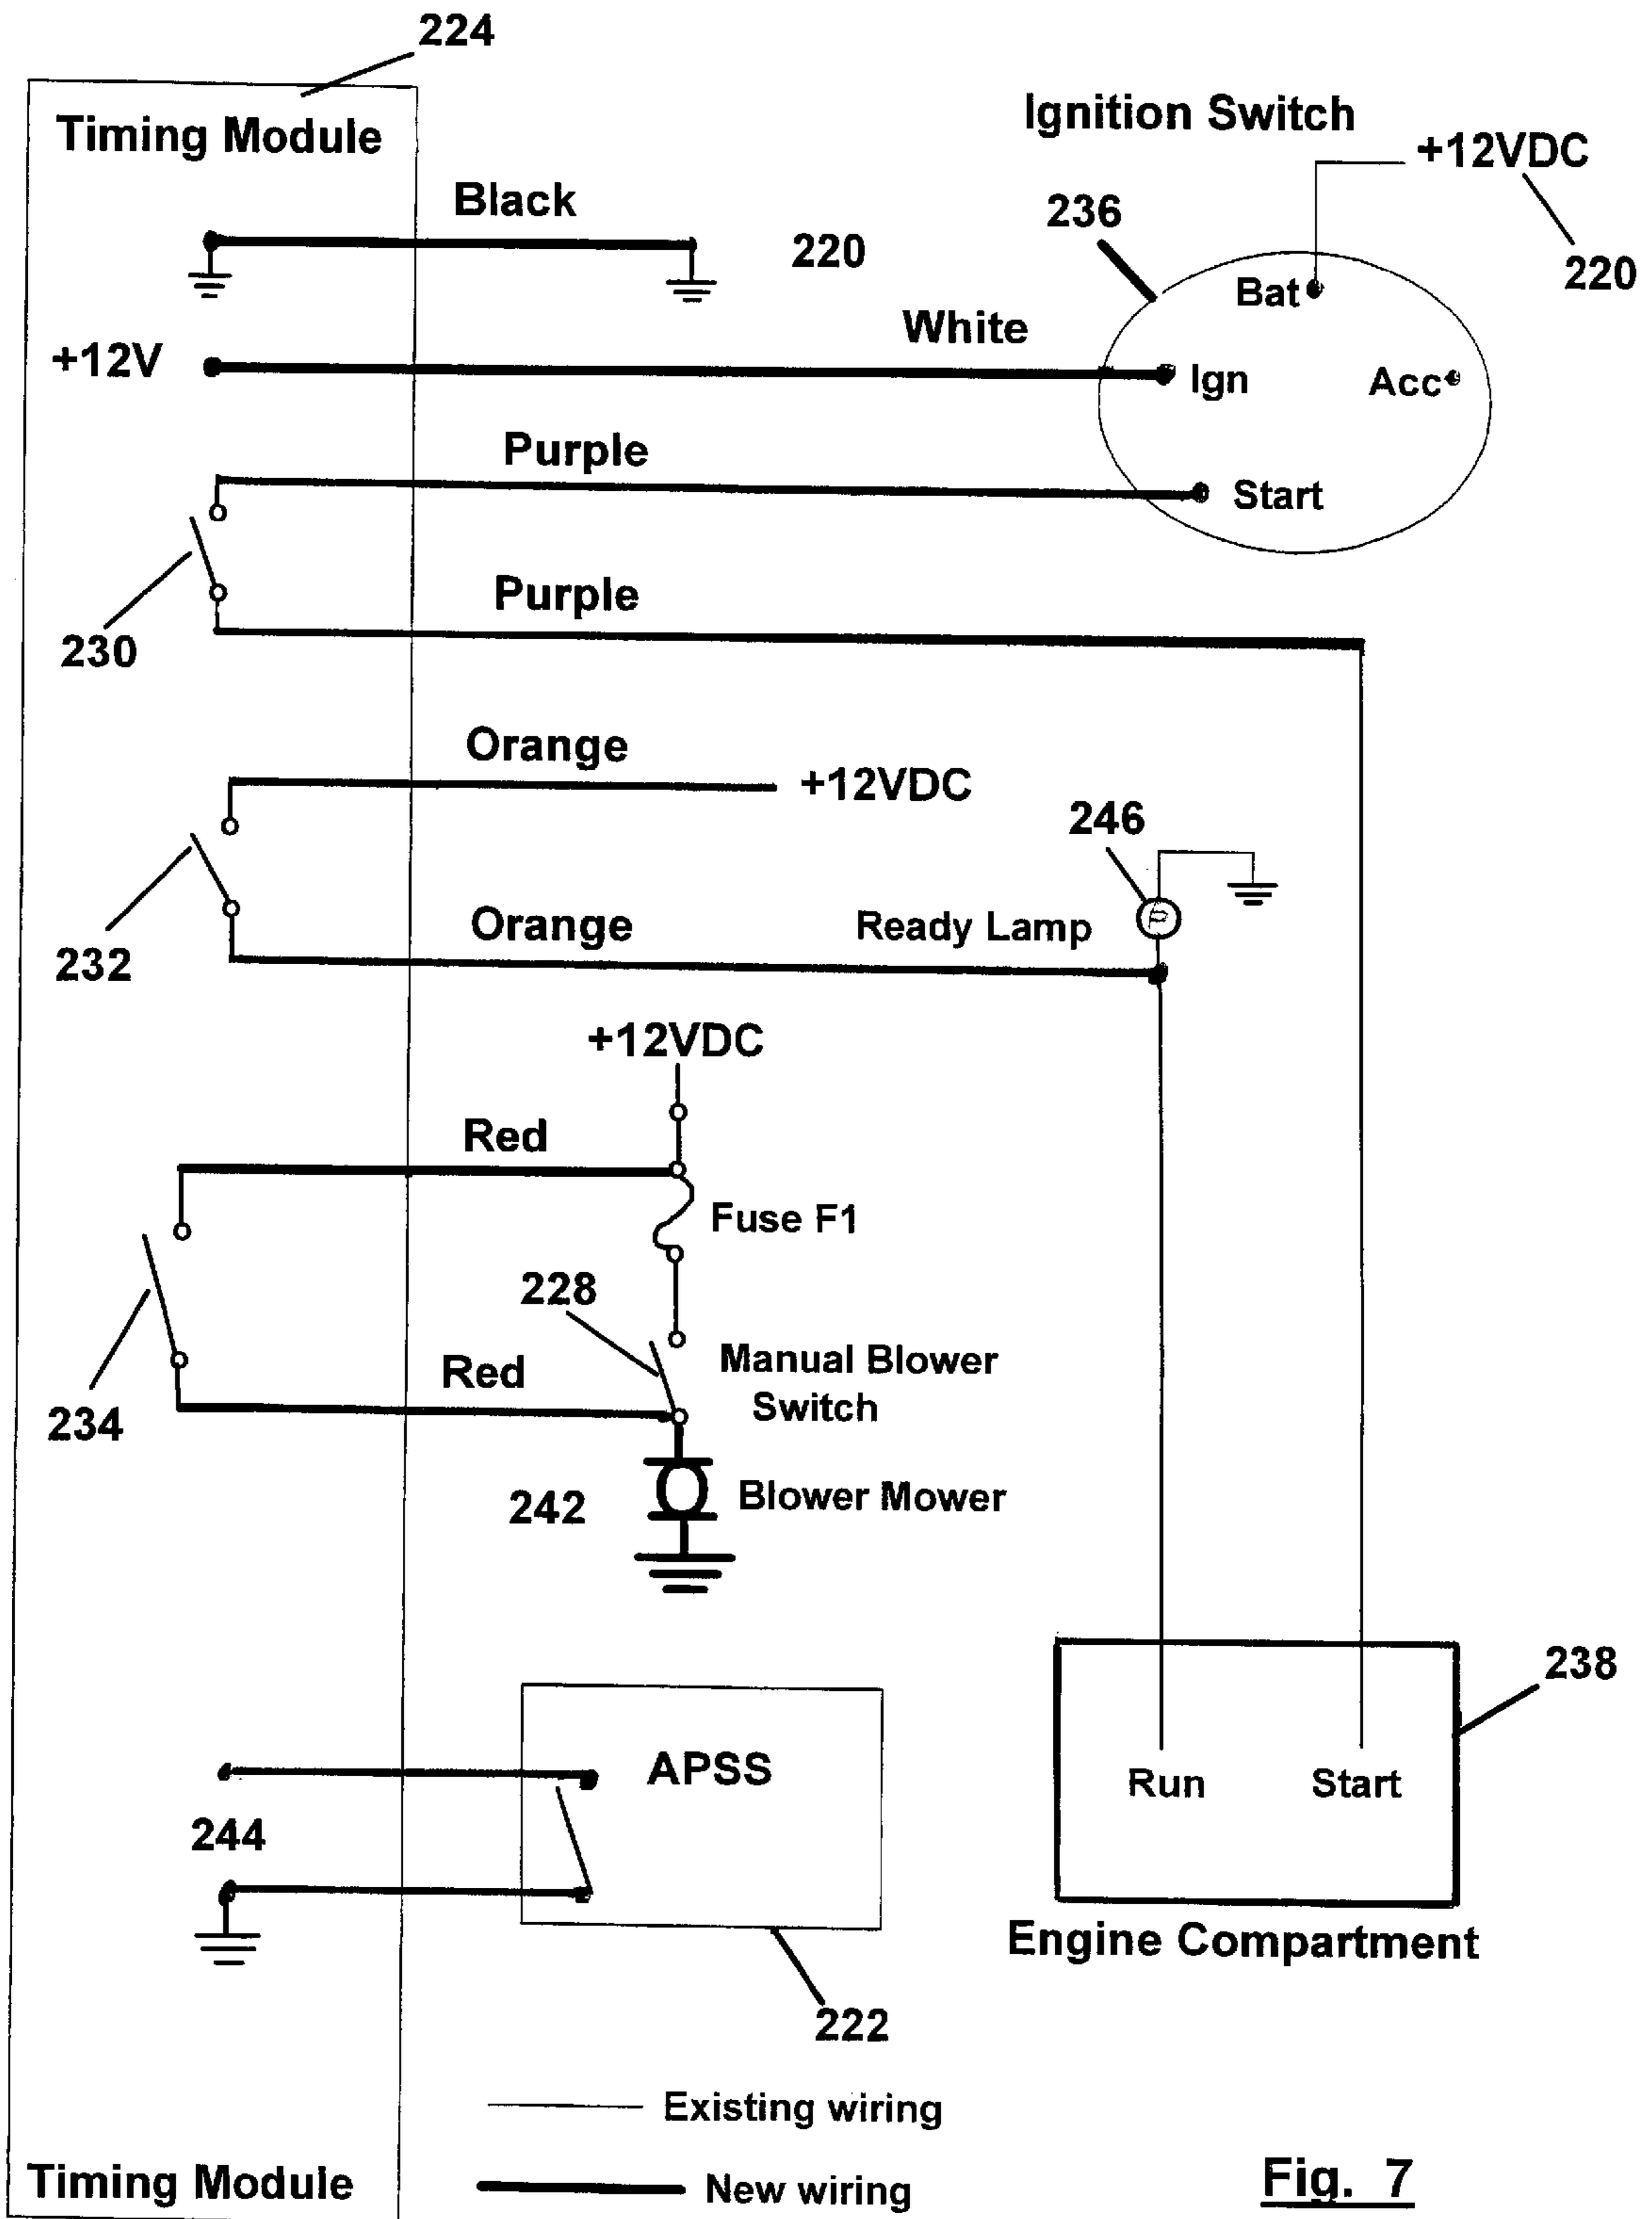 224
Timing Module
Ignition Switch
+12VDC
Black
236
220
220
Bat
White
+12V
Ign
Acc
Purple
Start
Purple
230
Orange
+12VDC
246
Orange
Ready Lamp
232
+12VDC
Red
Fuse F1
228
Manual Blower
Switch
Red
234
242
Blower Mower
238
APSS
Run
Start
244
Engine Compartment
222
Existing wiring
Timing Module
New wiring
Fig. 7